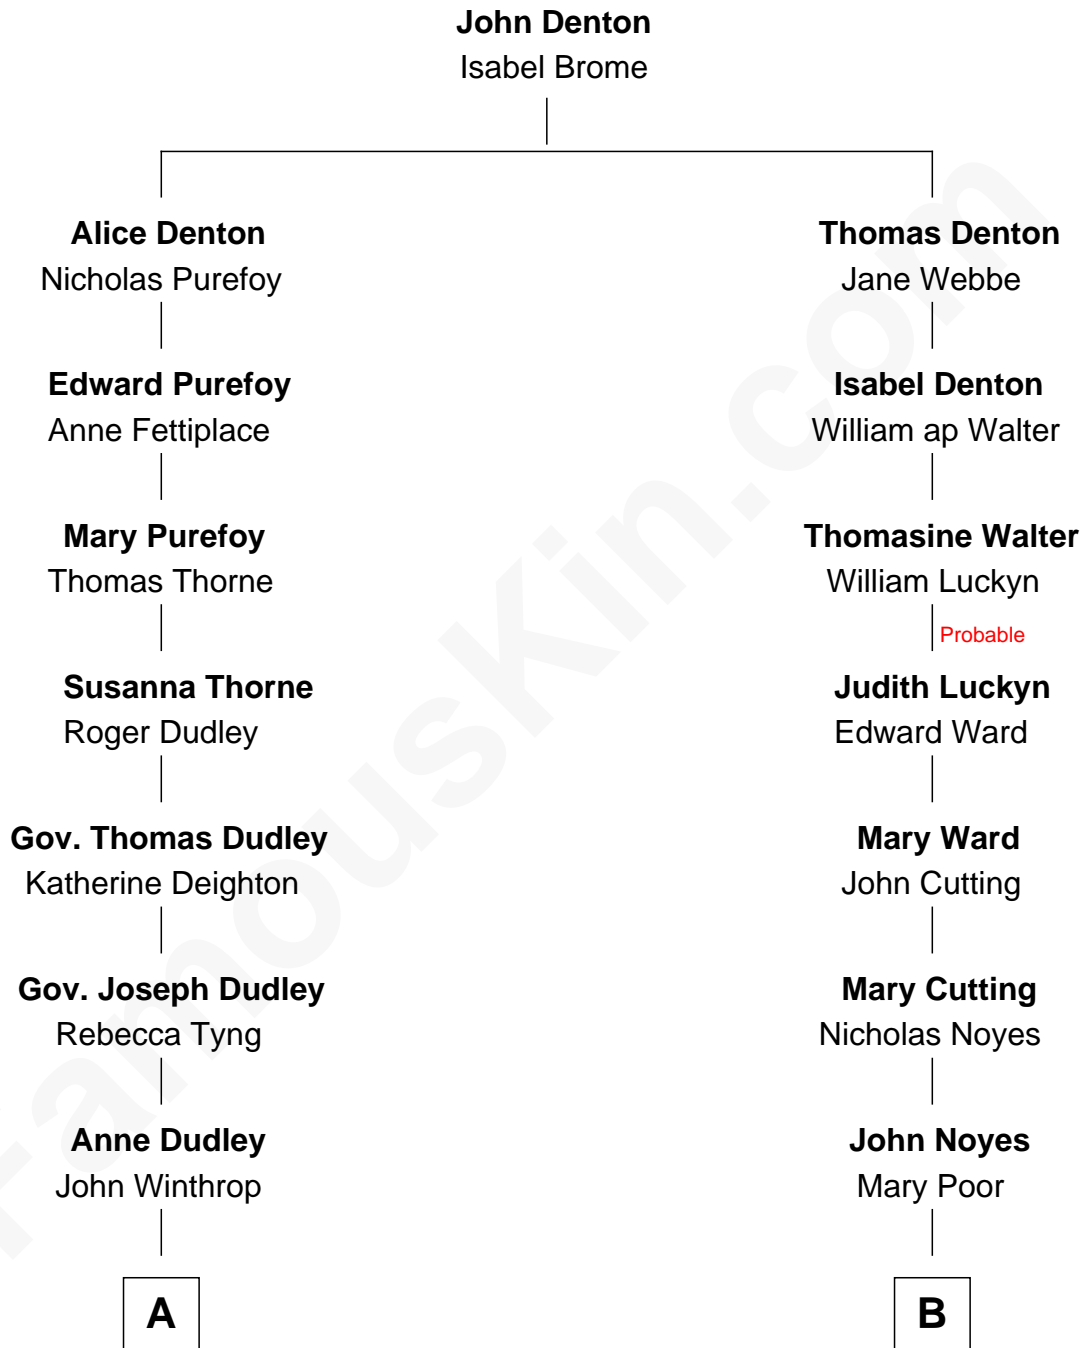 John Denton
Isabel Brome
Alice Denton
Nicholas Purefoy
Thomas Denton
Jane Webbe
Edward Purefoy
Anne Fettiplace
Isabel Denton
William ap Walter
Mary Purefoy
Thomas Thorne
Thomasine Walter
William Luckyn
Probable
Susanna Thorne
Roger Dudley
Judith Luckyn
Edward Ward
Gov. Thomas Dudley
Katherine Deighton
Mary Ward
John Cutting
Gov. Joseph Dudley
Rebecca Tyng
Mary Cutting
Nicholas Noyes
Anne Dudley
John Winthrop
John Noyes
Mary Poor
A
B
FamousKin.com